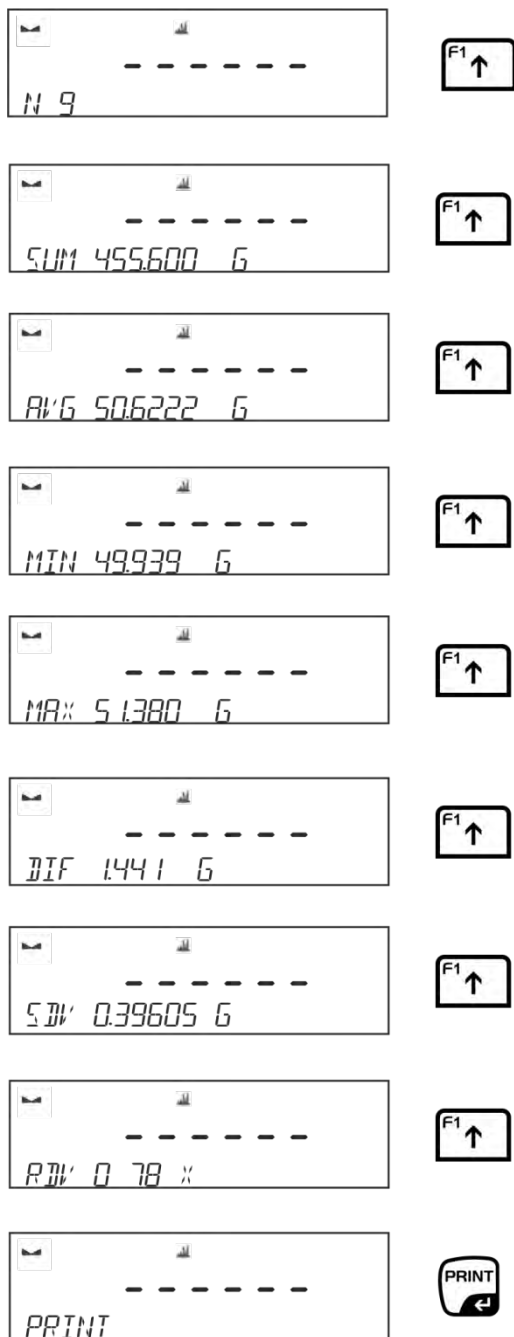 - - - - - -
F1 ↑
N 9
- - - - - -
F1 ↑
SUM 455.600 G
- - - - - -
F1 ↑
AVG 50.6222 G
- - - - - -
F1 ↑
MIN 49.939 G
- - - - - -
F1 ↑
MAX 51.380 G
- - - - - -
F1 ↑
DIF 1.441 G
- - - - - -
F1 ↑
SDV 0.39605 G
- - - - - -
F1 ↑
RDV 0 78 %
- - - - - -
PRINT
PRINT